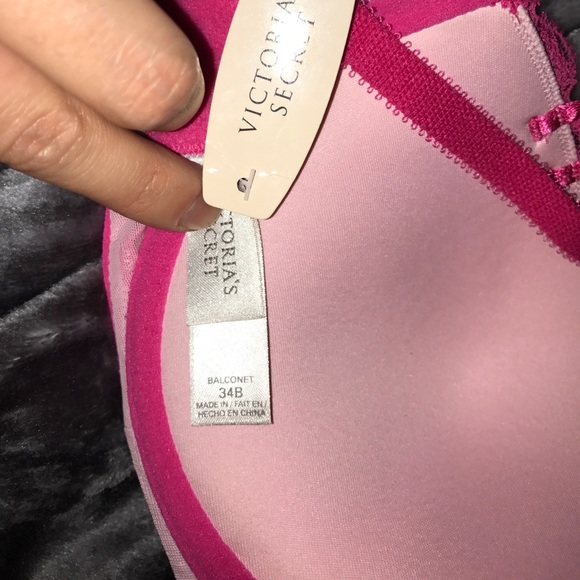 VICTORIA
SECRET
VICTORIA'S
SECRET
BALCONET
34B
MADE IN / FAIT EN /
HECHO EN CHINA